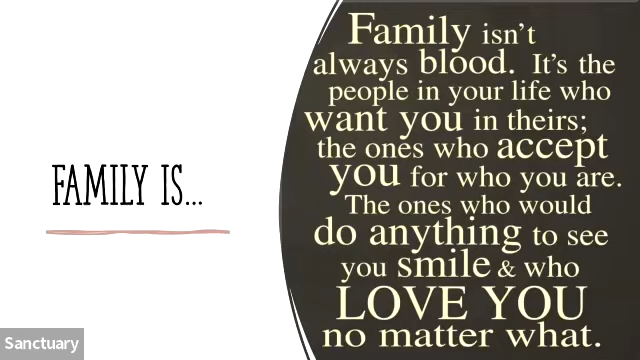 FAMILY IS...
Family isn't
always blood. It's the
people in your life who
want you in theirs;
the ones who accept
you for who you are.
The ones who would
do anything to see
you smile & who
LOVE YOU
no matter what.
Sanctuary